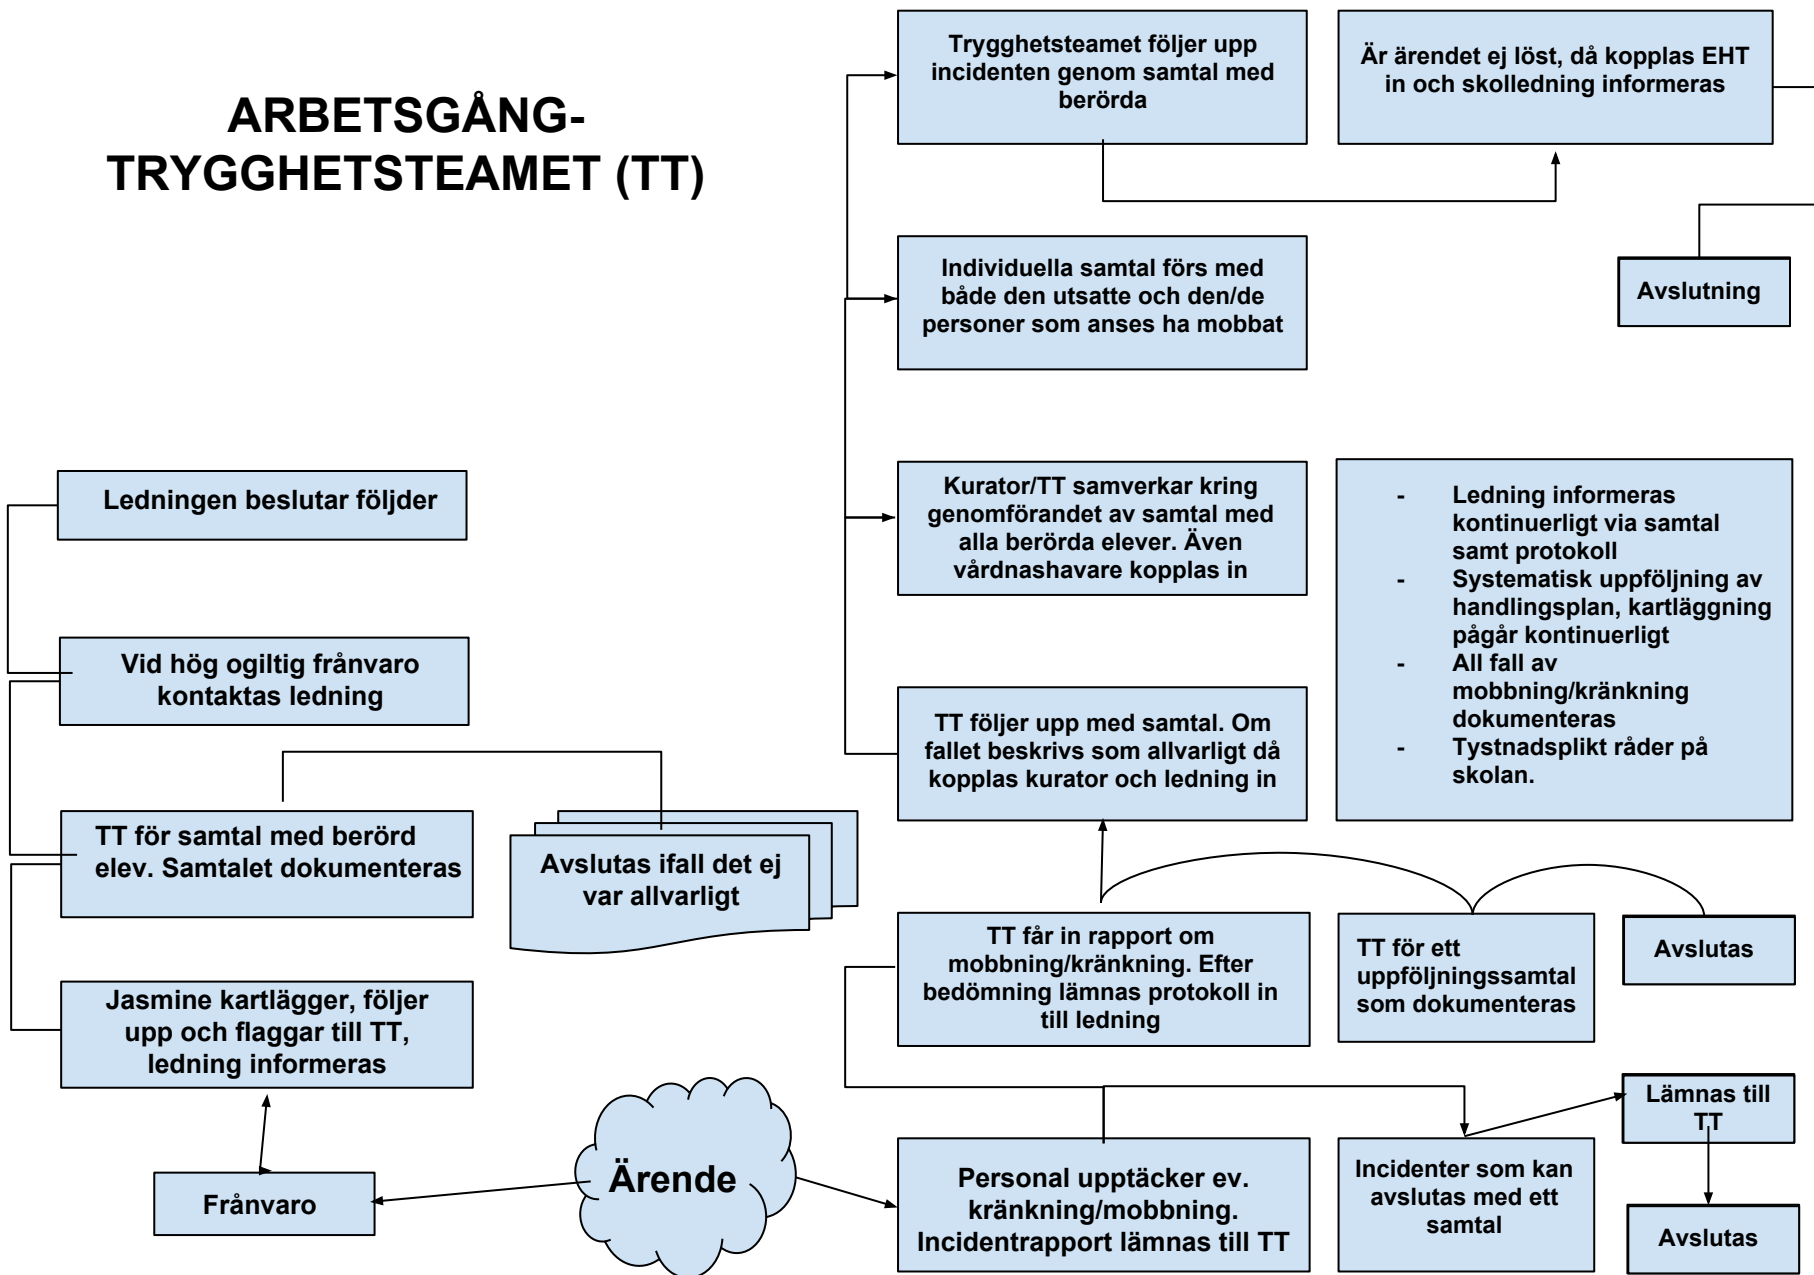 ARBETSGÅNG-
TRYGGHETSTEAMET (TT)
Trygghetsteamet följer upp
incidenten genom samtal med
berörda
Är ärendet ej löst, då kopplas EHT
in och skolledning informeras
Individuella samtal förs med
både den utsatte och den/de
personer som anses ha mobbat
Avslutning
Ledningen beslutar följder
Kurator/TT samverkar kring
genomförandet av samtal med
alla berörda elever. Även
vårdnashavare kopplas in
- Ledning informeras
kontinuerligt via samtal
samt protokoll
- Systematisk uppföljning av
handlingsplan, kartläggning
pågår kontinuerligt
- All fall av
mobbning/kränkning
dokumenteras
- Tystnadsplikt råder på
skolan.
Vid hög ogiltig frånvaro
kontaktas ledning
TT följer upp med samtal. Om
fallet beskrivs som allvarligt då
kopplas kurator och ledning in
TT för samtal med berörd
elev. Samtalet dokumenteras
Avslutas ifall det ej
var allvarligt
TT får in rapport om
mobbning/kränkning. Efter
bedömning lämnas protokoll in
till ledning
TT för ett
uppföljningssamtal
som dokumenteras
Avslutas
Jasmine kartlägger, följer
upp och flaggar till TT,
ledning informeras
Lämnas till
TT
Frånvaro
Ärende
Personal upptäcker ev.
kränkning/mobbning.
Incidentrapport lämnas till TT
Incidenter som kan
avslutas med ett
samtal
Avslutas